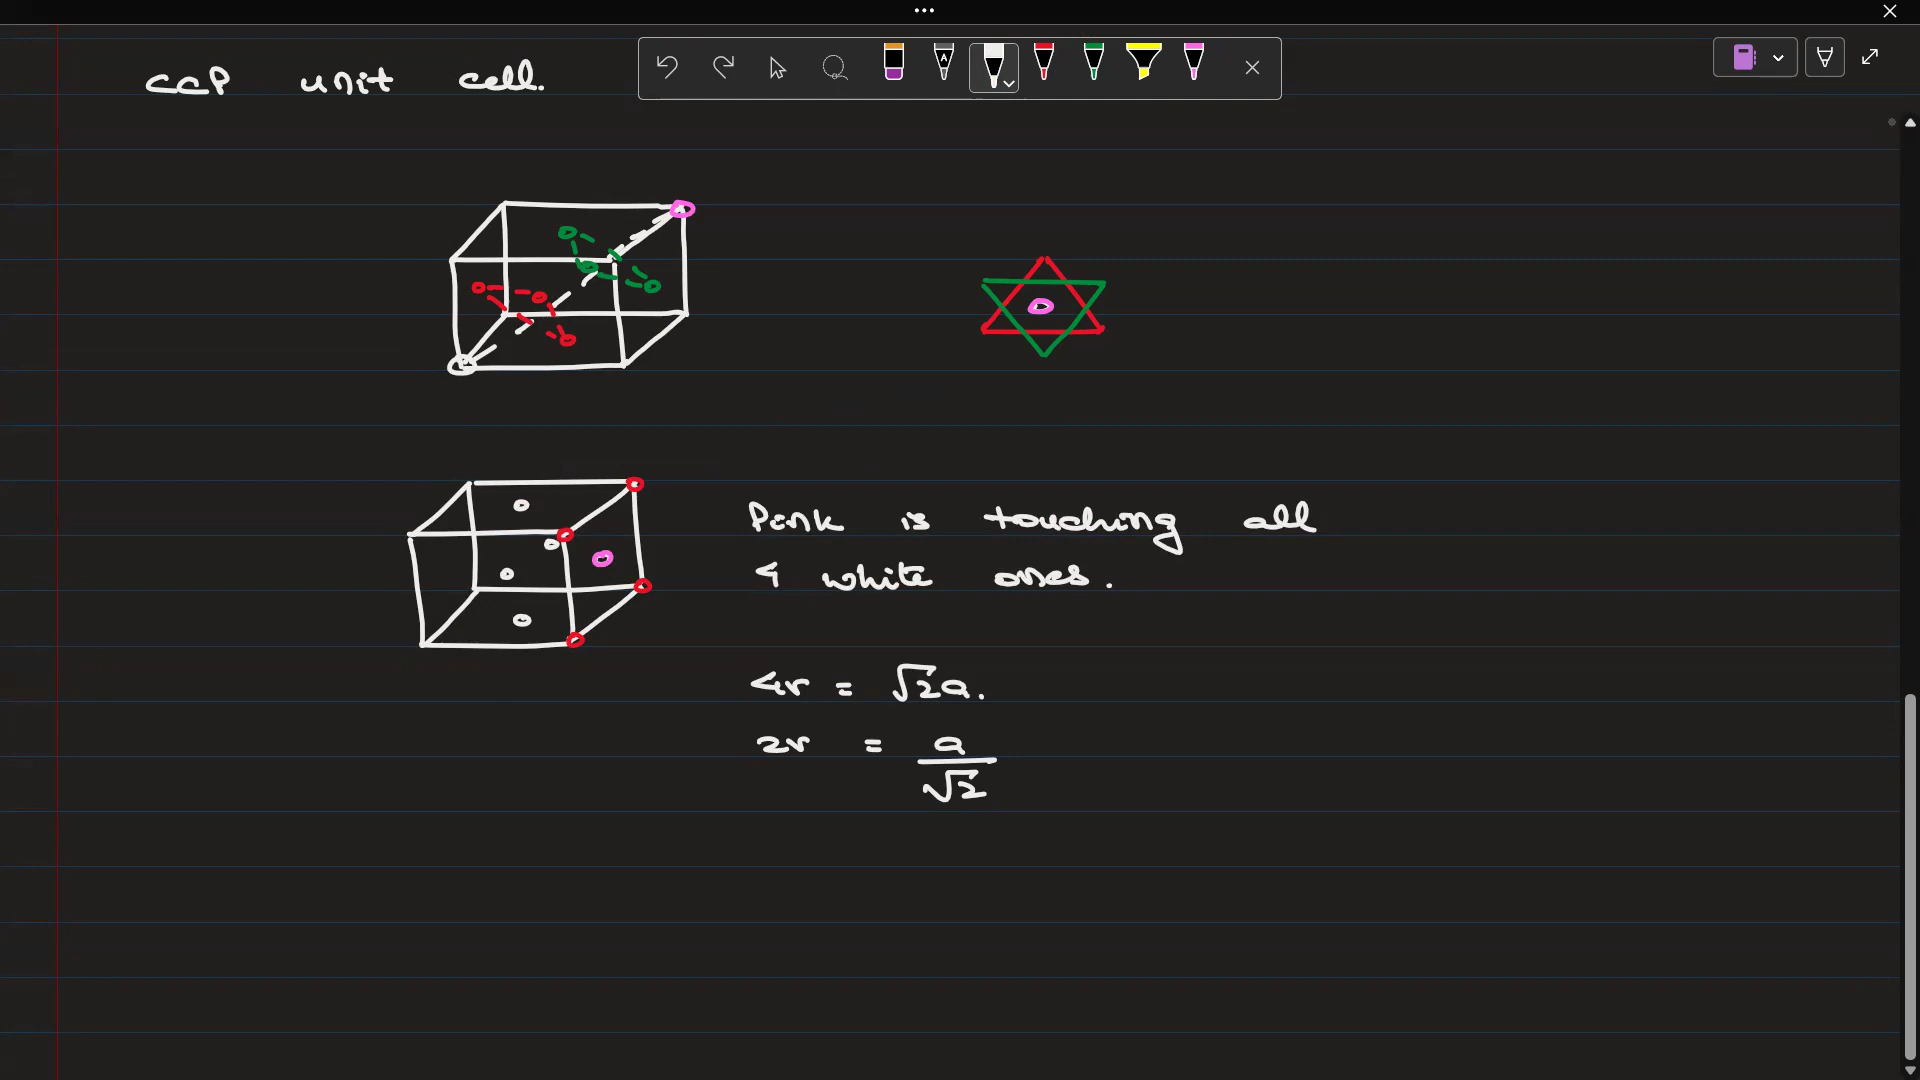 CCP unit cell.
Pink is touching all
4 white ones.
4r = √2a.
2r = a/√2